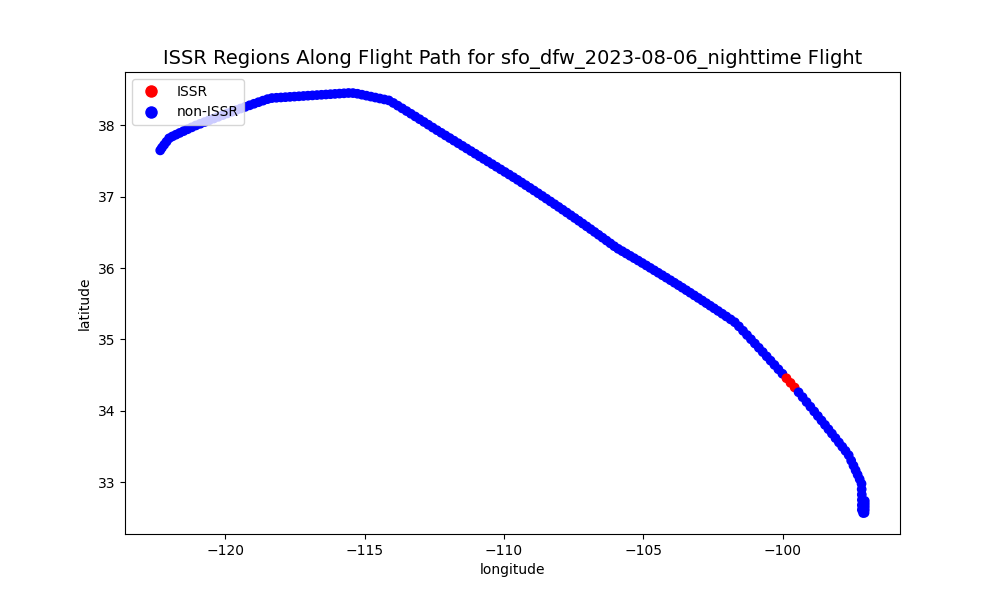 ISSR Regions Along Flight Path for sfo_dfw_2023-08-06_nighttime Flight
ISSR
non-ISSR
38
37
36
35
34
33
latitude
−120
−115
−110
−105
−100
longitude